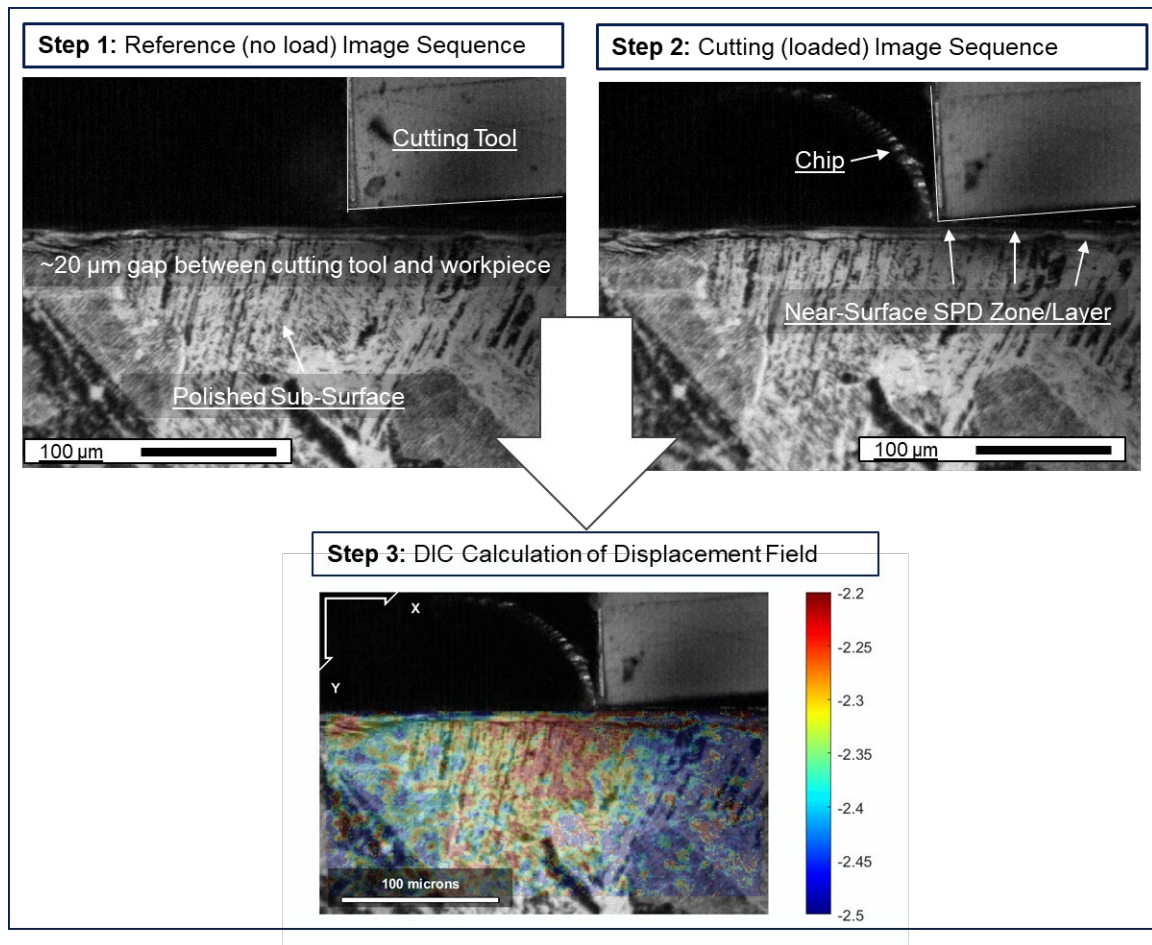 Step 1: Reference (no load) Image Sequence
Cutting Tool
~20 µm gap between cutting tool and workpiece
Polished Sub-Surface
100 µm
Step 2: Cutting (loaded) Image Sequence
Chip
Near-Surface SPD Zone/Layer
100 µm
Step 3: DIC Calculation of Displacement Field
X
Y
100 microns
-2.2
-2.25
-2.3
-2.35
-2.4
-2.45
-2.5